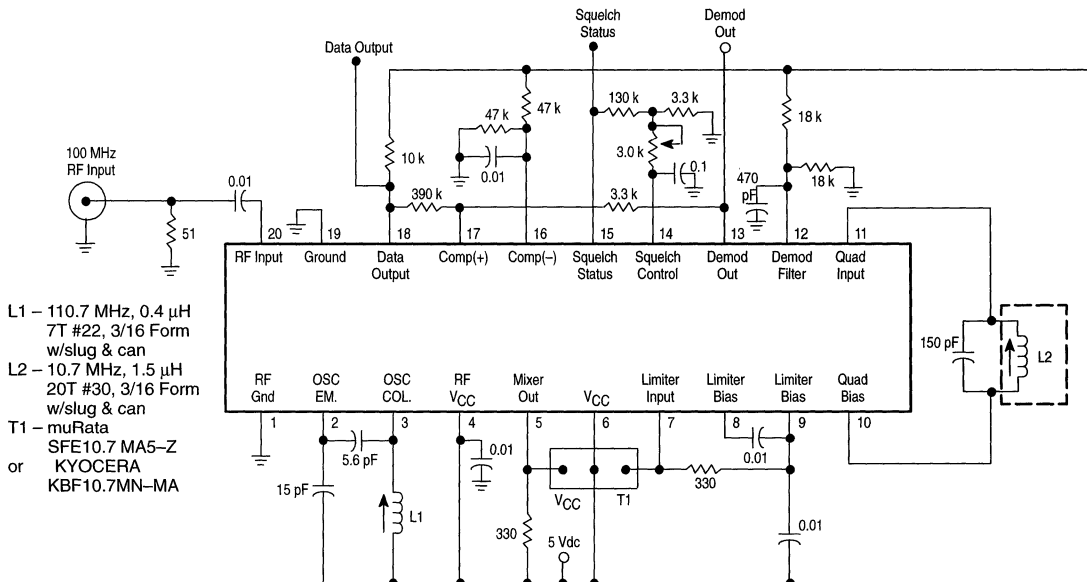 Squelch
Status
Demod
Out
Data Output
47 k
47 k
0.01
10 k
130 k
3.3 k
3.0 k
0.1
18 k
18 k
470
pF
100 MHz
RF Input
0.01
51
390 k
3.3 k
20
19
18
17
16
15
14
13
12
11
RF Input
Ground
Data
Output
Comp(+)
Comp(–)
Squelch
Status
Squelch
Control
Demod
Out
Demod
Filter
Quad
Input
L1 – 110.7 MHz, 0.4 μH
7T #22, 3/16 Form
w/slug & can
L2 – 10.7 MHz, 1.5 μH
20T #30, 3/16 Form
w/slug & can
T1 – muRata
SFE10.7 MA5–Z
or KYOCERA
KBF10.7MN–MA
150 pF
L2
RF
Gnd
OSC
EM.
OSC
COL.
RF
VCC
Mixer
Out
VCC
Limiter
Input
Limiter
Bias
Limiter
Bias
Quad
Bias
1
2
3
4
5
6
7
8
9
10
5.6 pF
0.01
0.01
15 pF
L1
VCC
T1
330
330
5 Vdc
0.01